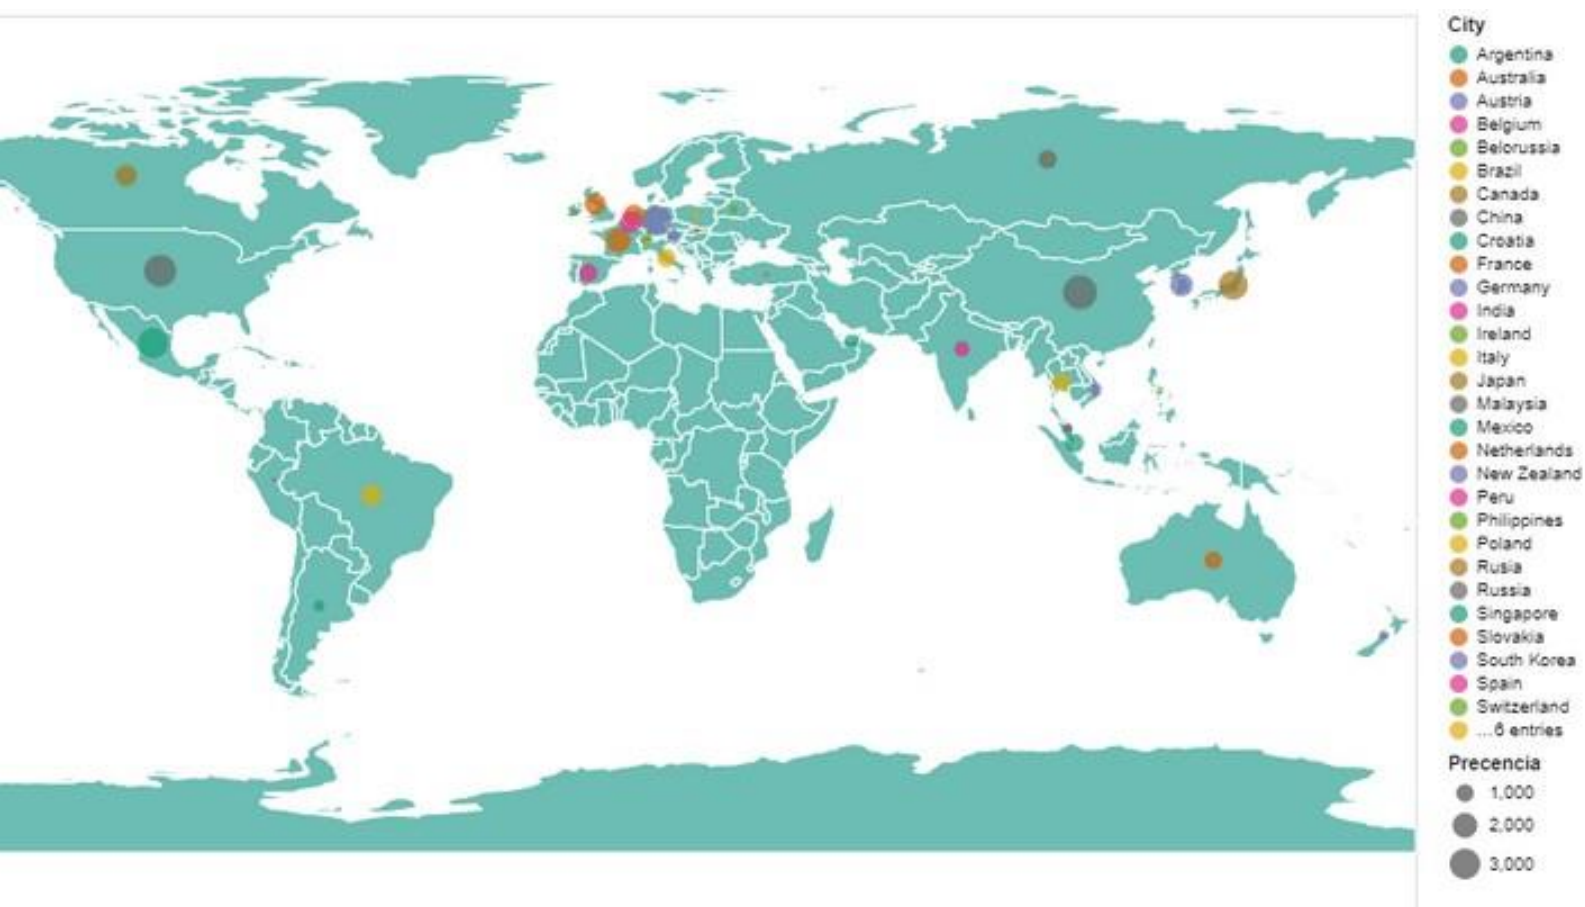 City
Argentina
Australia
Austria
Belgium
Belorussia
Brazil
Canada
China
Croatia
France
Germany
India
Ireland
Italy
Japan
Malaysia
Mexico
Netherlands
New Zealand
Peru
Philippines
Poland
Rusia
Russia
Singapore
Slovakia
South Korea
Spain
Switzerland
...6 entries
Precencia
1,000
2,000
3,000